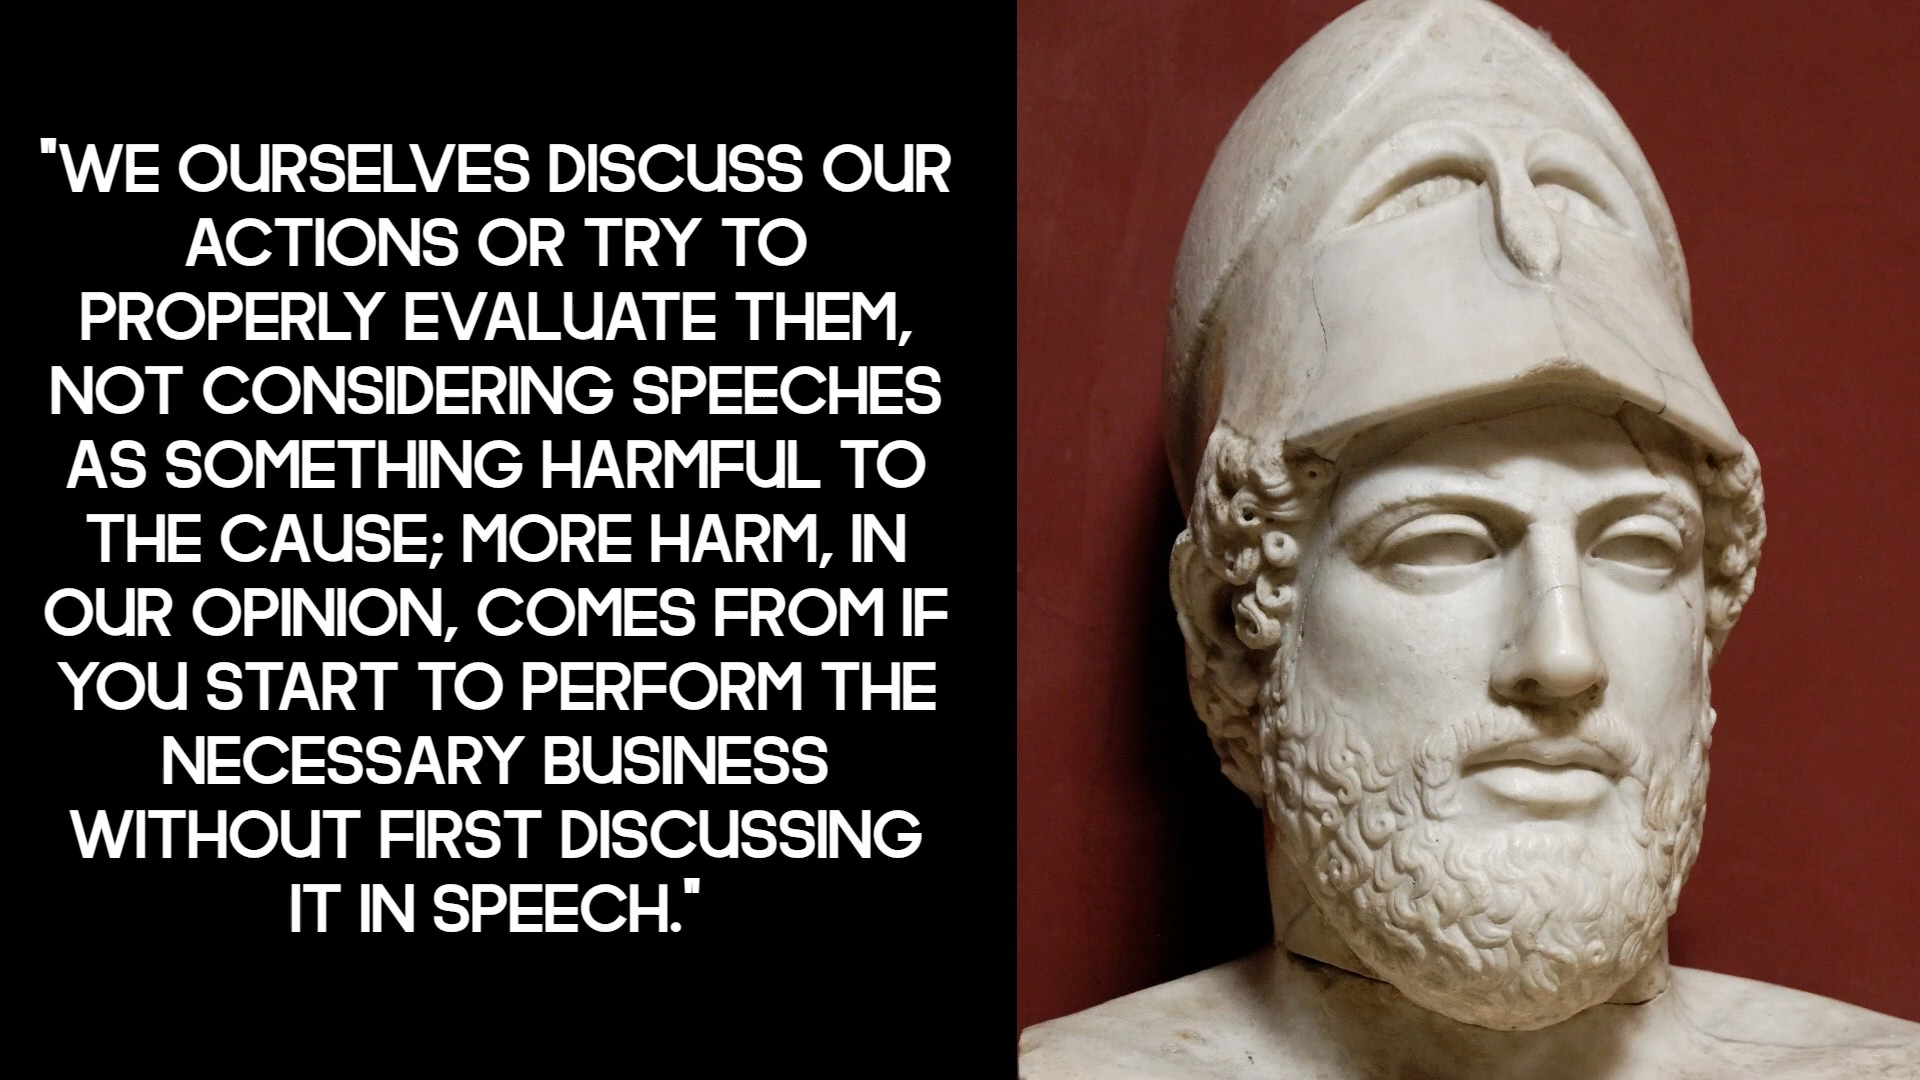 "WE OURSELVES DISCUSS OUR
ACTIONS OR TRY TO
PROPERLY EVALUATE THEM,
NOT CONSIDERING SPEECHES
AS SOMETHING HARMFUL TO
THE CAUSE; MORE HARM, IN
OUR OPINION, COMES FROM IF
YOU START TO PERFORM THE
NECESSARY BUSINESS
WITHOUT FIRST DISCUSSING
IT IN SPEECH."